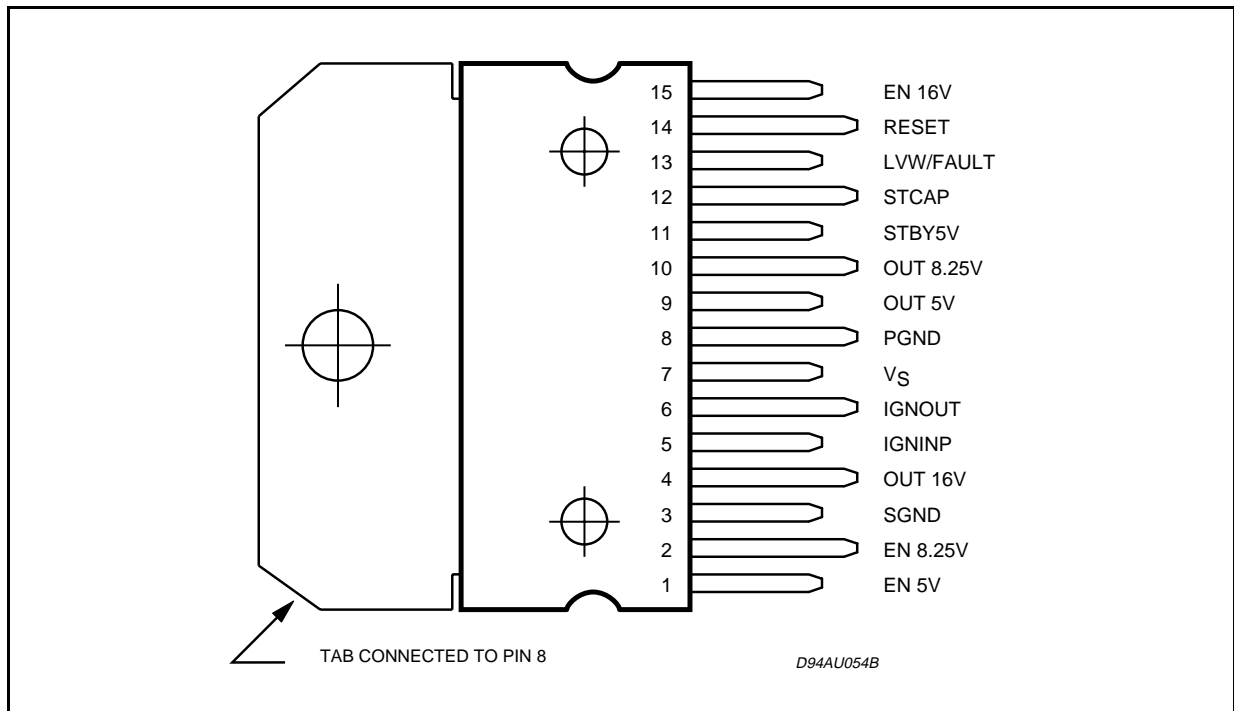 15 EN 16V
14 RESET
13 LVW/FAULT
12 STCAP
11 STBY5V
10 OUT 8.25V
9 OUT 5V
8 PGND
7 VS
6 IGNOUT
5 IGNINP
4 OUT 16V
3 SGND
2 EN 8.25V
1 EN 5V
TAB CONNECTED TO PIN 8
D94AU054B